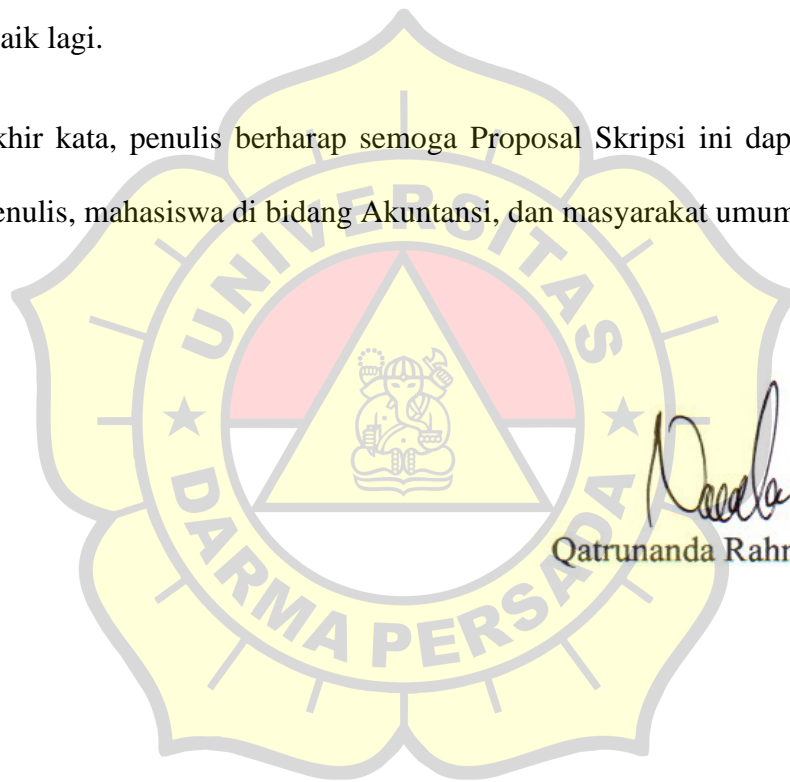 aik lagi.
khir kata, penulis berharap semoga Proposal Skripsi ini dap
enulis, mahasiswa di bidang Akuntansi, dan masyarakat umum
UNIVERSITAS
DARMA PERSADA
Qatrunanda Rahm